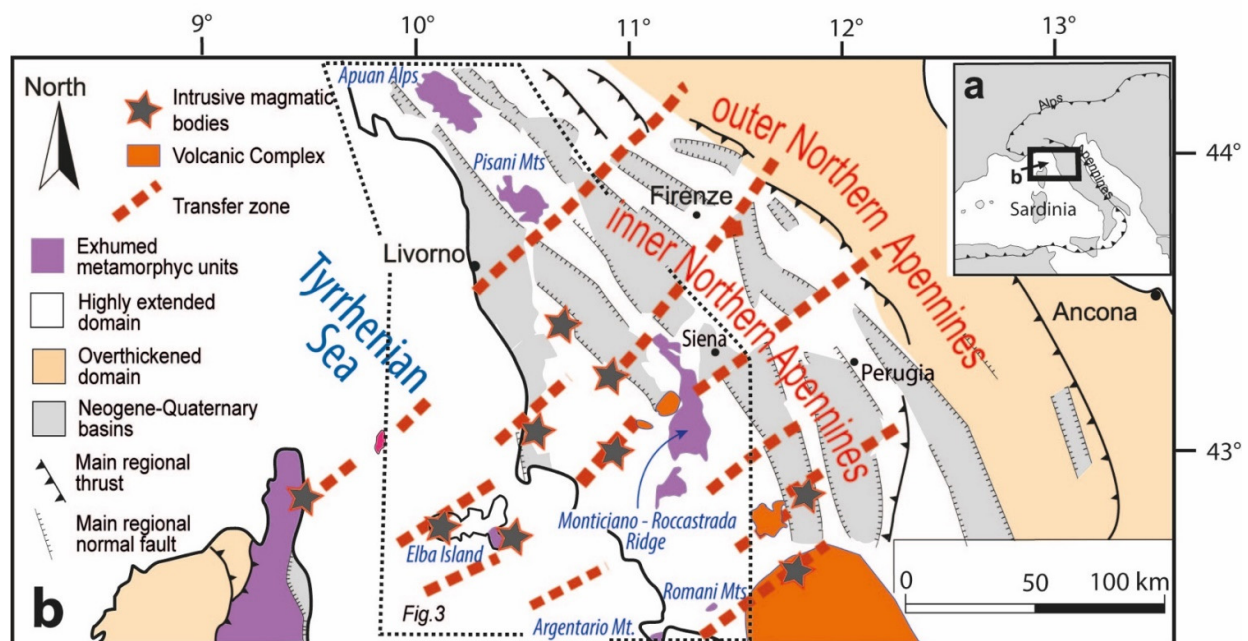 9°
10°
11°
12°
13°
North
Intrusive magmatic
bodies
Volcanic Complex
Transfer zone
Exhumed
metamorphyc units
Highly extended
domain
Overthickened
domain
Neogene-Quaternary
basins
Main regional
thrust
Main regional
normal fault
b
Apuan Alps
Pisani Mts
Livorno
Tyrrhenian
Sea
Firenze
outer Northern Apennines
inner Northern Apennines
Siena
Perugia
Ancona
Monticiano - Roccastrada
Ridge
Elba Island
Fig.3
Romani Mts
Argentario Mt.
a
Alps
Apennines
b
Sardinia
44°
43°
0 50 100 km